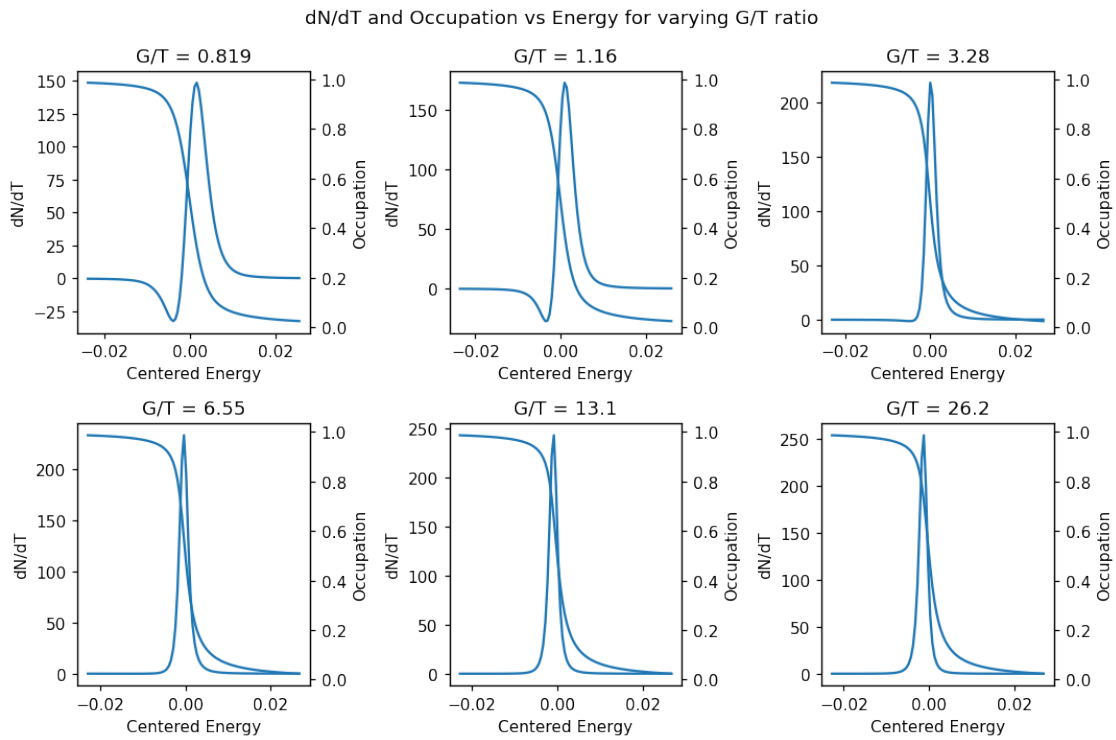 dN/dT and Occupation vs Energy for varying G/T ratio
G/T = 0.819
150
125
100
75
50
25
0
−25
dN/dT
1.0
0.8
0.6
0.4
0.2
0.0
Occupation
−0.02 0.00 0.02
Centered Energy
G/T = 1.16
150
100
50
0
dN/dT
1.0
0.8
0.6
0.4
0.2
0.0
Occupation
−0.02 0.00 0.02
Centered Energy
G/T = 3.28
200
150
100
50
0
dN/dT
1.0
0.8
0.6
0.4
0.2
0.0
Occupation
−0.02 0.00 0.02
Centered Energy
G/T = 6.55
200
150
100
50
0
dN/dT
1.0
0.8
0.6
0.4
0.2
0.0
Occupation
−0.02 0.00 0.02
Centered Energy
G/T = 13.1
250
200
150
100
50
0
dN/dT
1.0
0.8
0.6
0.4
0.2
0.0
Occupation
−0.02 0.00 0.02
Centered Energy
G/T = 26.2
250
200
150
100
50
0
dN/dT
1.0
0.8
0.6
0.4
0.2
0.0
Occupation
−0.02 0.00 0.02
Centered Energy